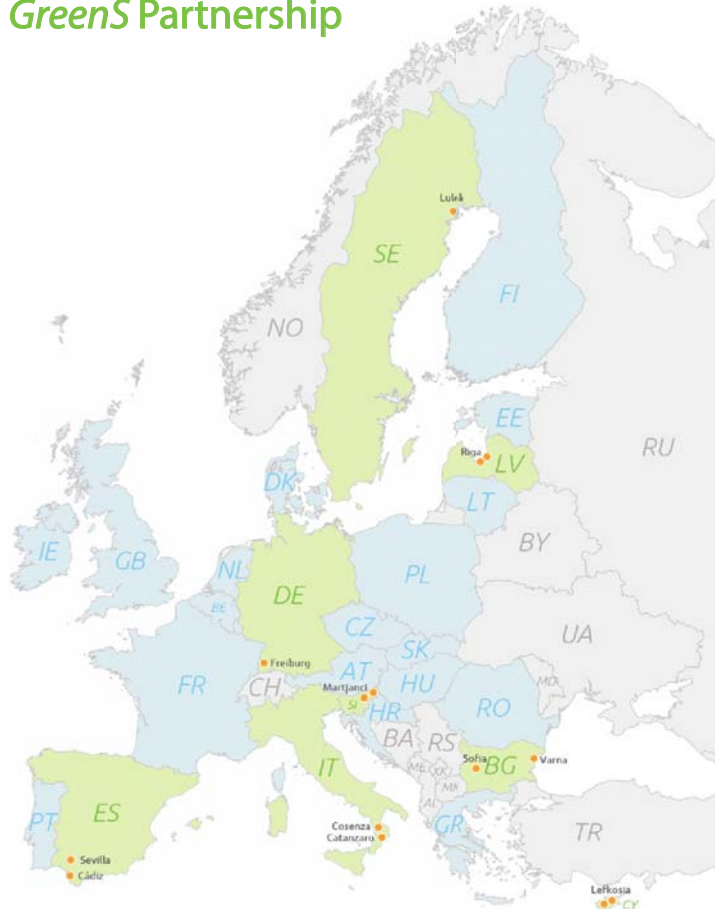 GreenS Partnership
Luleå
SE
FI
NO
EE
RU
Riga
LV
DK
LT
IE
GB
NL
BY
BE
DE
PL
CZ
UA
SK
Freiburg
AT
FR
CH
Martjanci
HU
MD
SI
HR
RO
BA
RS
IT
Sofia
BG
Varna
ME
MK
AL
PT
ES
GR
Cosenza
Catanzaro
TR
Sevilla
Cádiz
Lefkosia
CY